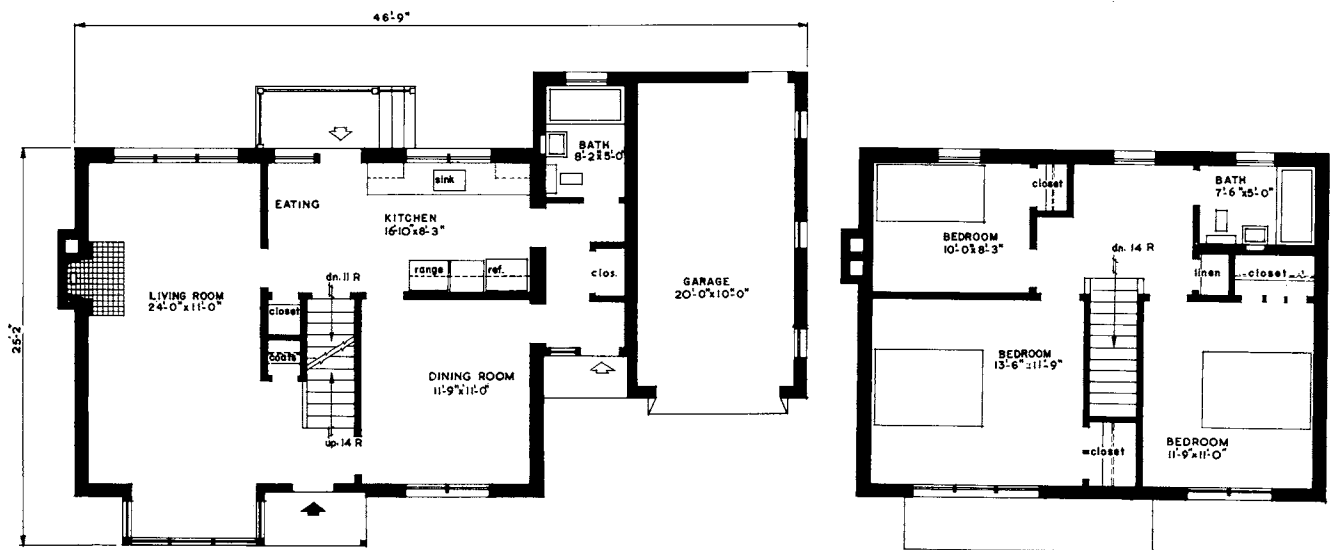 46'-9"
25'-2"
EATING
sink
KITCHEN
16'-10"x8'-3"
BATH
8'-2"x5'-0"
range
ref.
clos.
GARAGE
20'-0"x10'-0"
LIVING ROOM
24'-0"x11'-0"
dn. 11 R
closet
coats
up. 14 R
DINING ROOM
11'-9"x11'-0"
closet
BATH
7'-6"x5'-0"
BEDROOM
10'-0"x8'-3"
dn. 14 R
linen
closet
BEDROOM
13'-6"x11'-9"
closet
BEDROOM
11'-9"x11'-0"